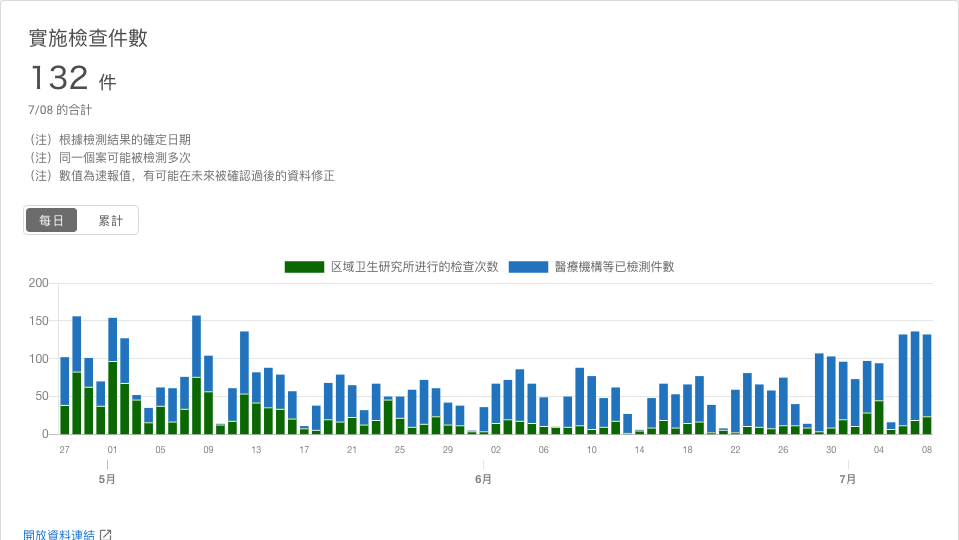 實施檢查件數
132 件
7/08 的合計
（注）根據檢測結果的確定日期
（注）同一個案可能被檢測多次
（注）數值為速報值，有可能在未來被確認過後的資料修正
每日 累計
区域卫生研究所进行的检查次数 醫療機構等已檢測件數
200
150
100
50
0
27 01 05 09 13 17 21 25 29 02 06 10 14 18 22 26 30 04 08
5月 6月 7月
開放資料連結